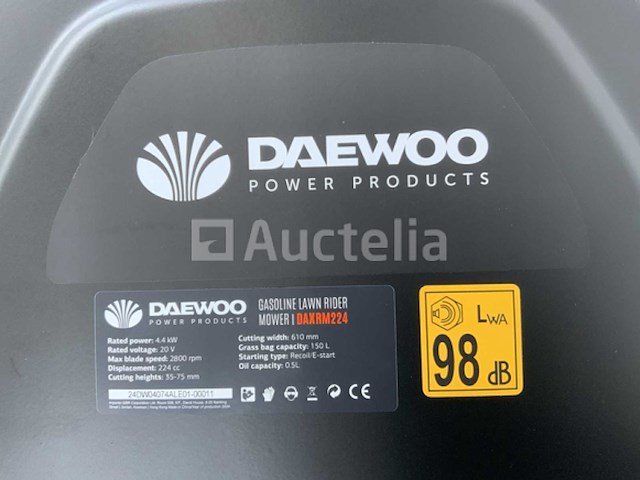 DAEWOO
POWER PRODUCTS
Auctelia
DAEWOO
POWER PRODUCTS
GASOLINE LAWN RIDER
MOWER | DAXRM224
Rated power: 4.4 kW
Rated voltage: 20 V
Max blade speed: 2800 rpm
Displacement: 224 cc
Cutting heights: 35-75 mm
Cutting width: 610 mm
Grass bag capacity: 150 L
Starting type: Recoil/E-start
Oil capacity: 0.5L
24DW04074ALE01-00011
CE
LWA
98 dB